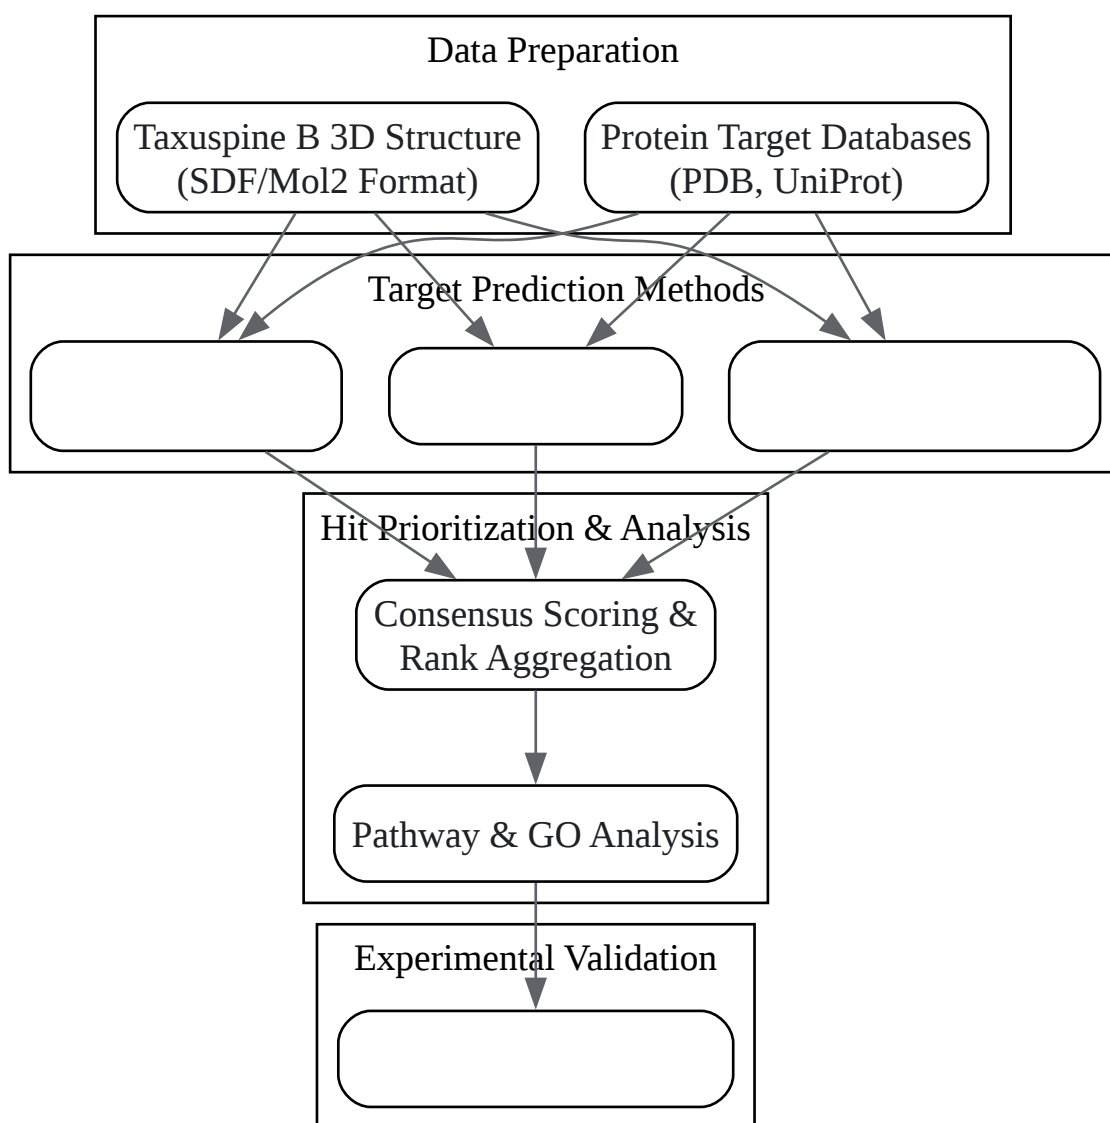 Data Preparation
Taxuspine B 3D Structure
(SDF/Mol2 Format)
Protein Target Databases
(PDB, UniProt)
Target Prediction Methods
Hit Prioritization & Analysis
Consensus Scoring &
Rank Aggregation
Pathway & GO Analysis
Experimental Validation